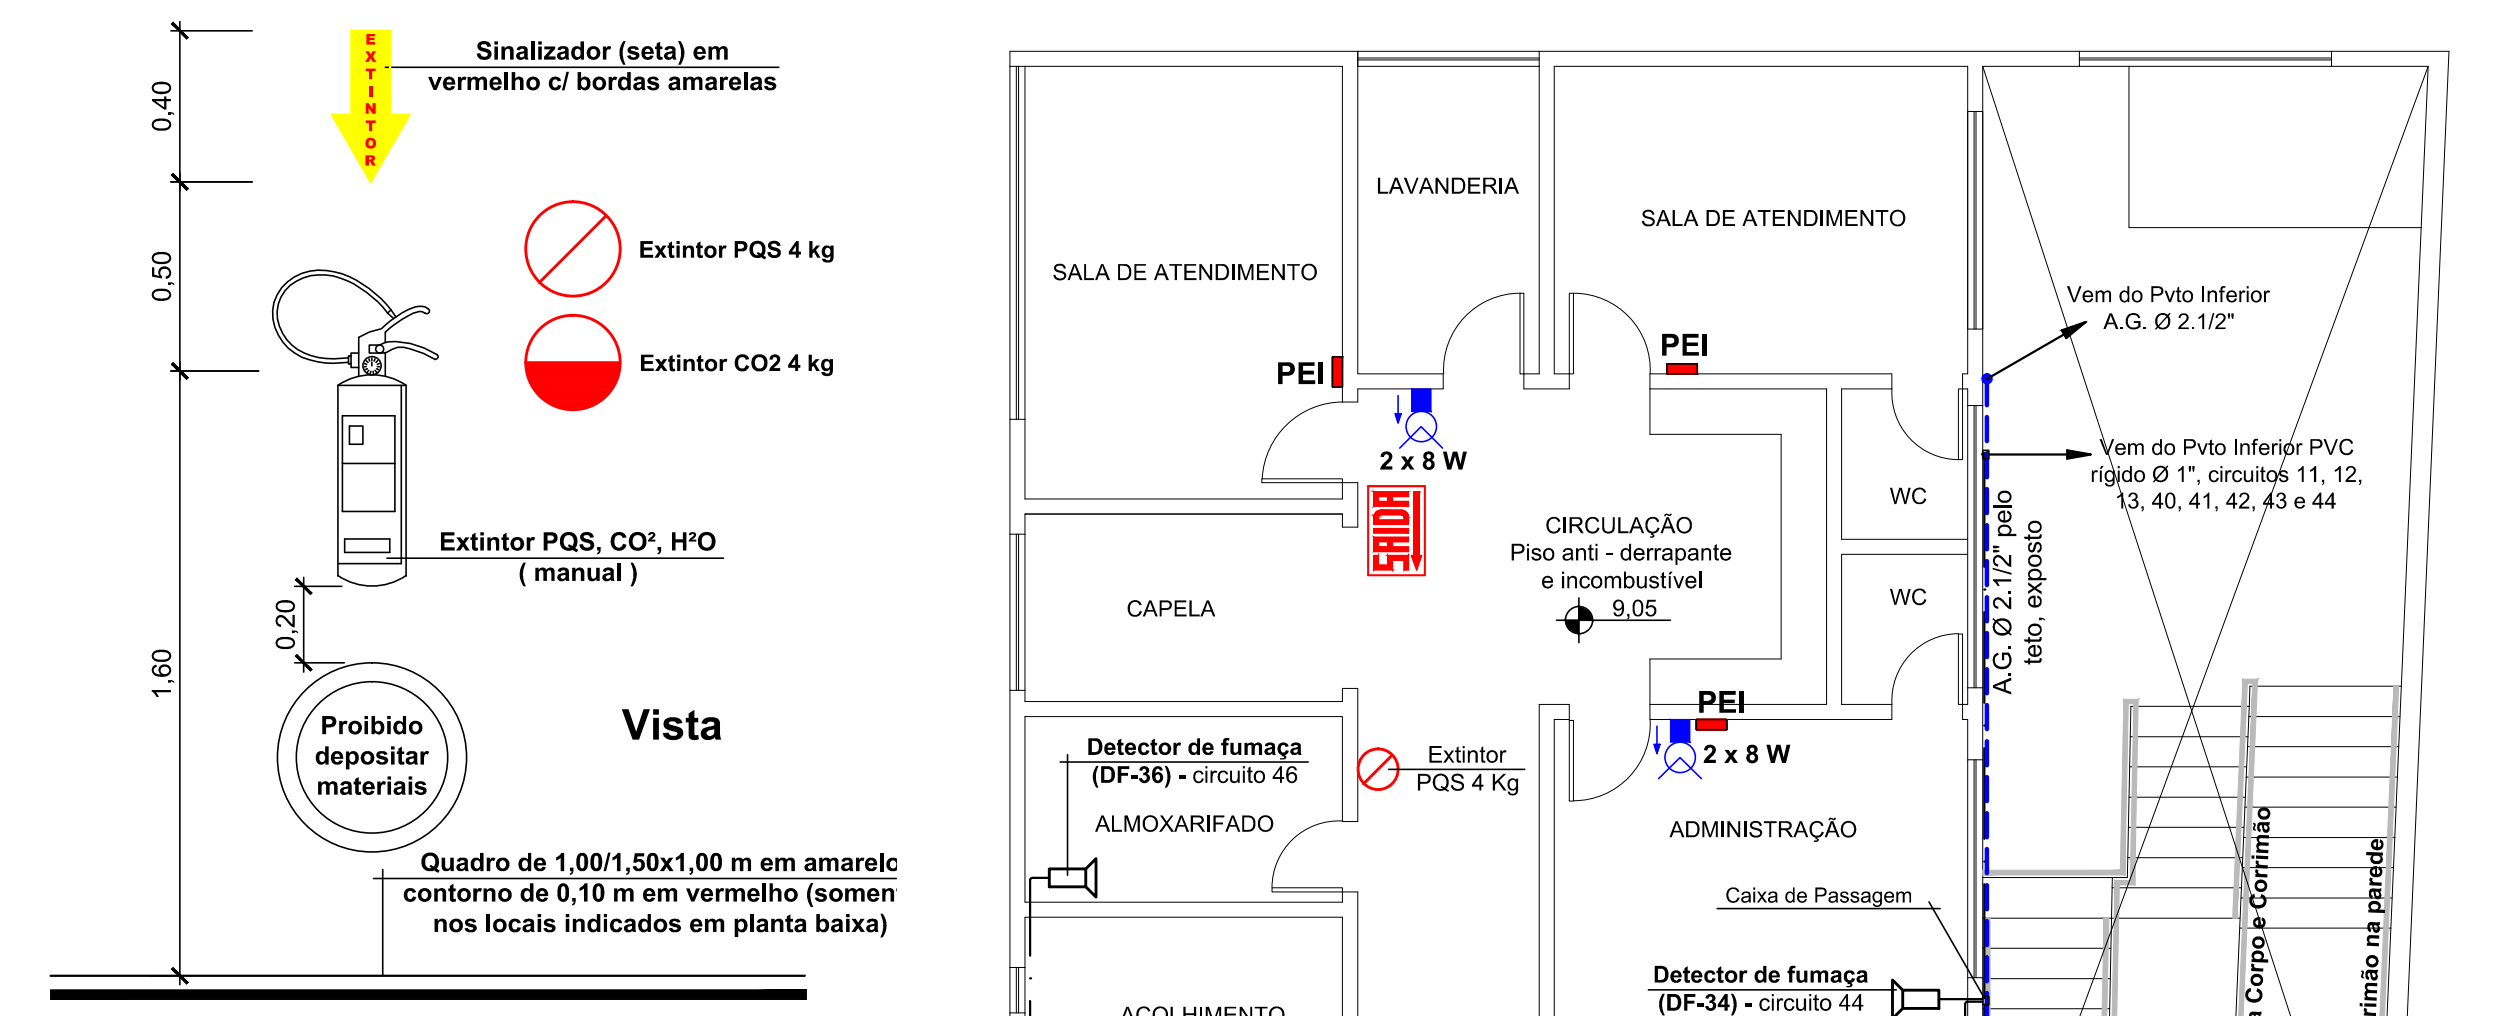 EXTINTOR
Sinalizador (seta) em
vermelho c/ bordas amarelas
0,40
0,50
1,60
0,20
Extintor PQS 4 kg
Extintor CO2 4 kg
Extintor PQS, CO², H²O
( manual )
Proibido
depositar
materiais
Vista
Quadro de 1,00/1,50x1,00 m em amarelo
contorno de 0,10 m em vermelho (somen
nos locais indicados em planta baixa)
LAVANDERIA
SALA DE ATENDIMENTO
SALA DE ATENDIMENTO
PEI
PEI
2 x 8 W
SAÍDA
CIRCULAÇÃO
Piso anti - derrapante
e incombustível
9,05
CAPELA
WC
WC
Vem do Pvto Inferior
A.G. Ø 2.1/2"
Vem do Pvto Inferior PVC
rígido Ø 1", circuitos 11, 12,
13, 40, 41, 42, 43 e 44
A.G. Ø 2.1/2" pelo
teto, exposto
PEI
2 x 8 W
Detector de fumaça
(DF-36) - circuito 46
Extintor
PQS 4 Kg
ALMOXARIFADO
ADMINISTRAÇÃO
Caixa de Passagem
Detector de fumaça
(DF-34) - circuito 44
ACOLHIMENTO
a Corpo e Corrimão
rimão na parede